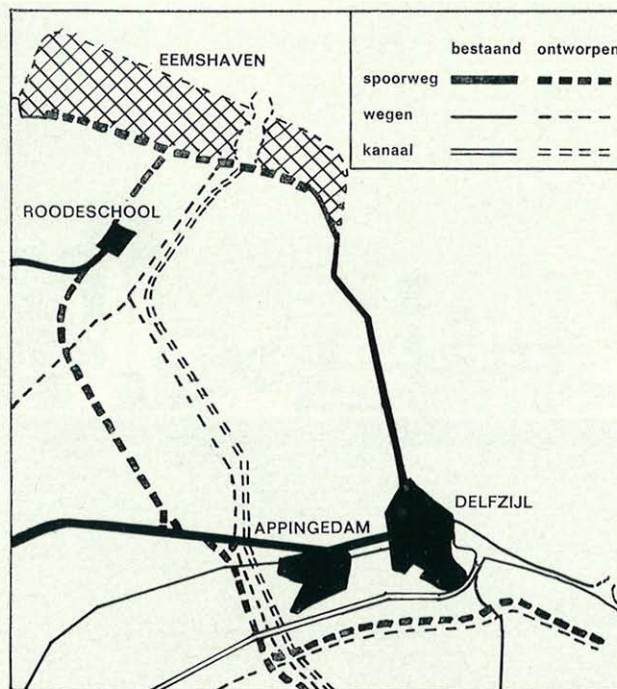 EEMSHAVEN
bestaand ontworpen
spoorweg
wegen
kanaal
ROODESCHOOL
APPINGEDAM
DELFZIJL